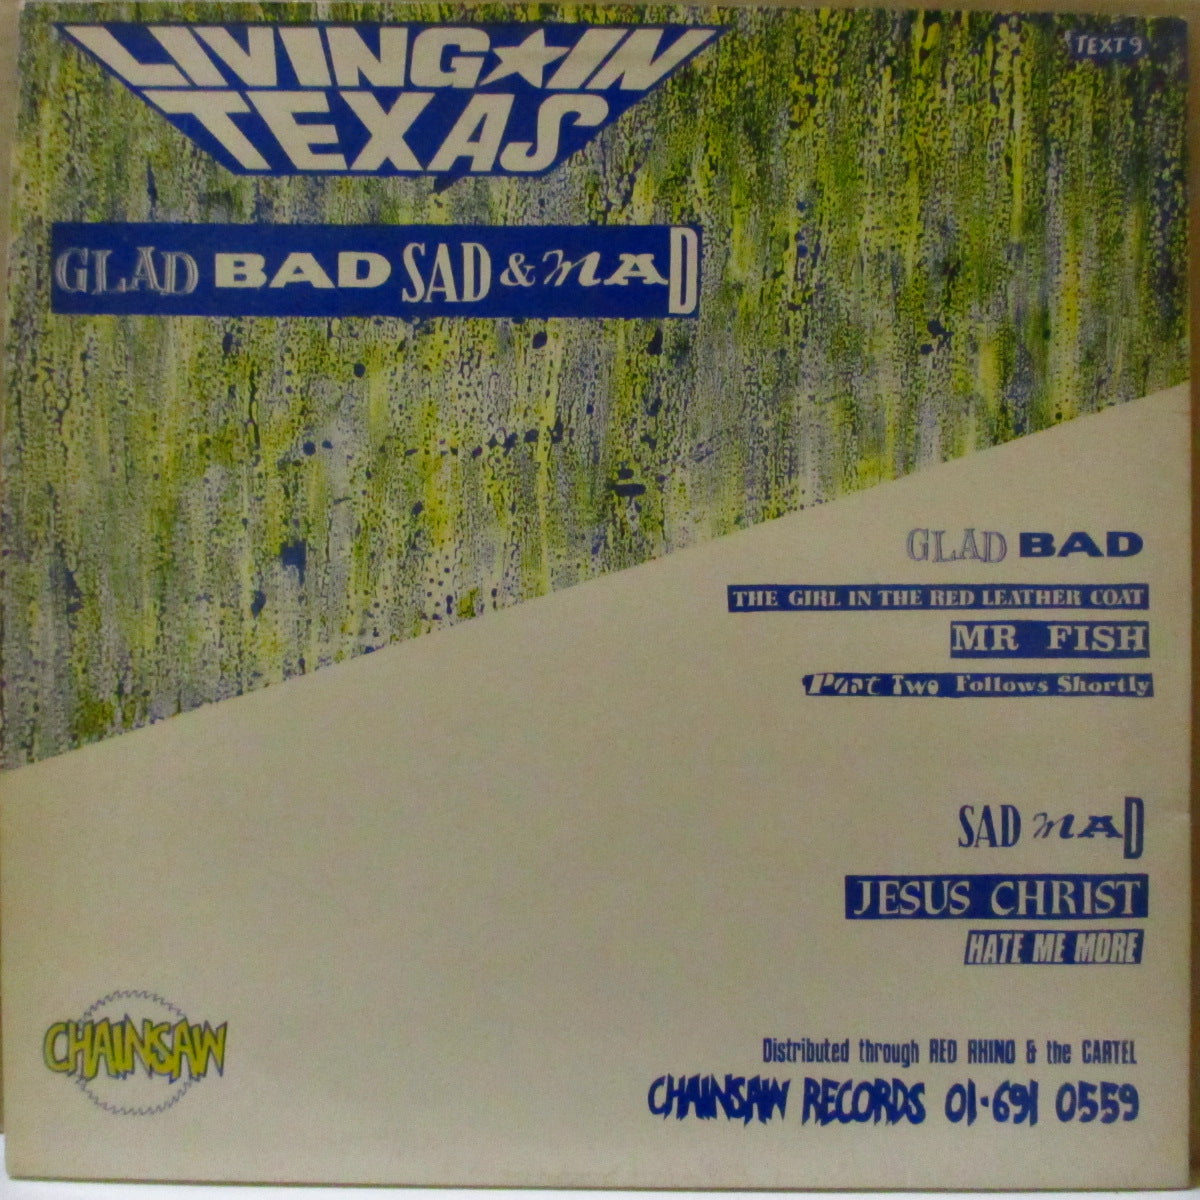 LIVING★IN
TEXAS
TEXT 9
GLAD BAD SAD & MAD
GLAD BAD
THE GIRL IN THE RED LEATHER COAT
MR FISH
Part Two Follows Shortly
SAD MAD
JESUS CHRIST
HATE ME MORE
CHAINSAW
Distributed through RED RHINO & the CARTEL
CHAINSAW RECORDS 01·691 0559